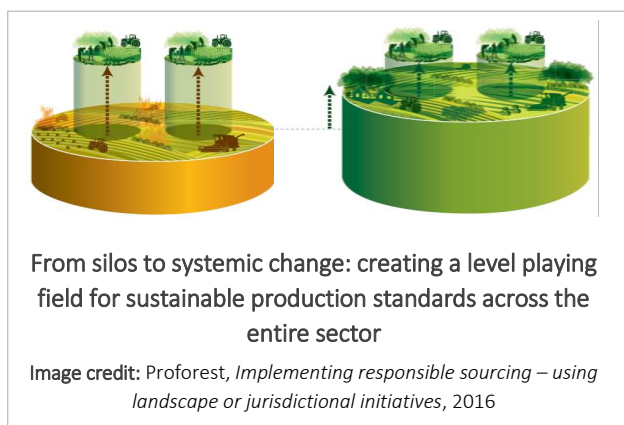 From silos to systemic change: creating a level playing
field for sustainable production standards across the
entire sector
Image credit: Proforest, Implementing responsible sourcing – using
landscape or jurisdictional initiatives, 2016